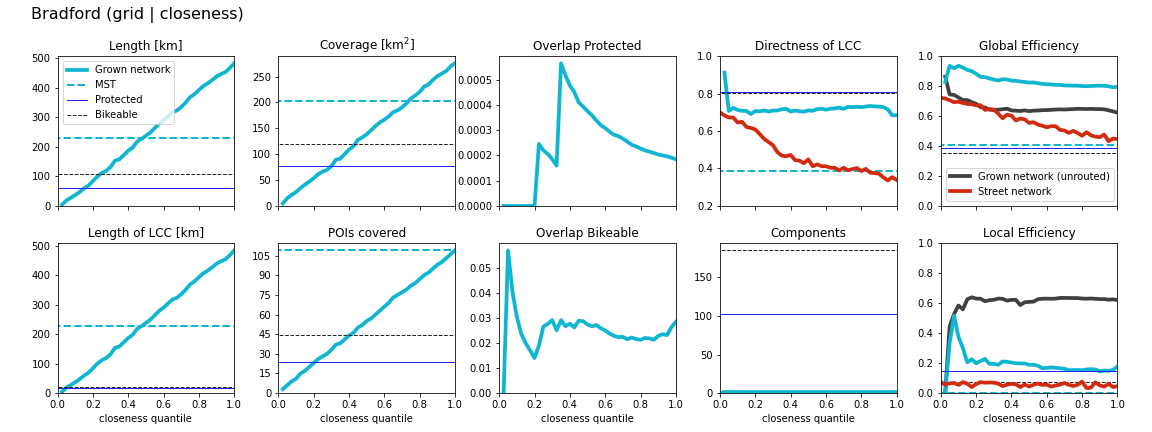 Bradford (grid | closeness)
Length [km]
500
400
300
200
100
0
Grown network
MST
Protected
Bikeable
Coverage [km²]
250
200
150
100
50
0
Overlap Protected
0.0005
0.0004
0.0003
0.0002
0.0001
0.0000
Directness of LCC
1.0
0.8
0.6
0.4
0.2
Global Efficiency
1.0
0.8
0.6
0.4
0.2
0.0
Grown network (unrouted)
Street network
Length of LCC [km]
500
400
300
200
100
0
0.0 0.2 0.4 0.6 0.8 1.0
closeness quantile
POIs covered
105
90
75
60
45
30
15
0.0 0.2 0.4 0.6 0.8 1.0
closeness quantile
Overlap Bikeable
0.05
0.04
0.03
0.02
0.01
0.00
0.0 0.2 0.4 0.6 0.8 1.0
closeness quantile
Components
150
100
50
0
0.0 0.2 0.4 0.6 0.8 1.0
closeness quantile
Local Efficiency
1.0
0.8
0.6
0.4
0.2
0.0
0.0 0.2 0.4 0.6 0.8 1.0
closeness quantile